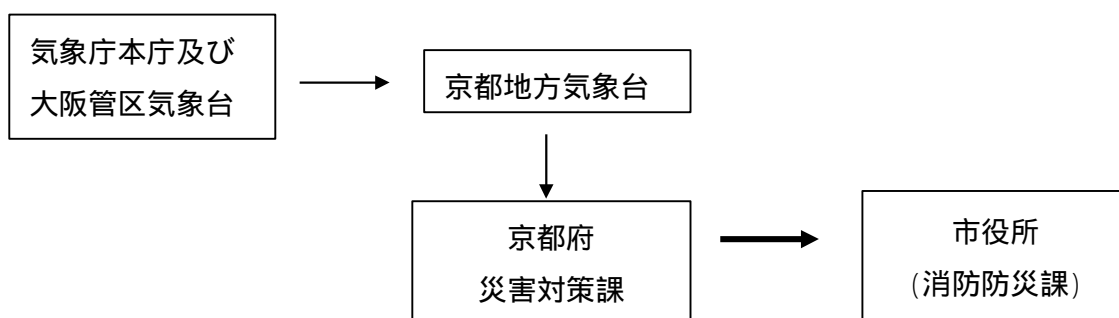 気象庁本庁及び
大阪管区気象台
京都地方気象台
京都府
災害対策課
市役所
(消防防災課)